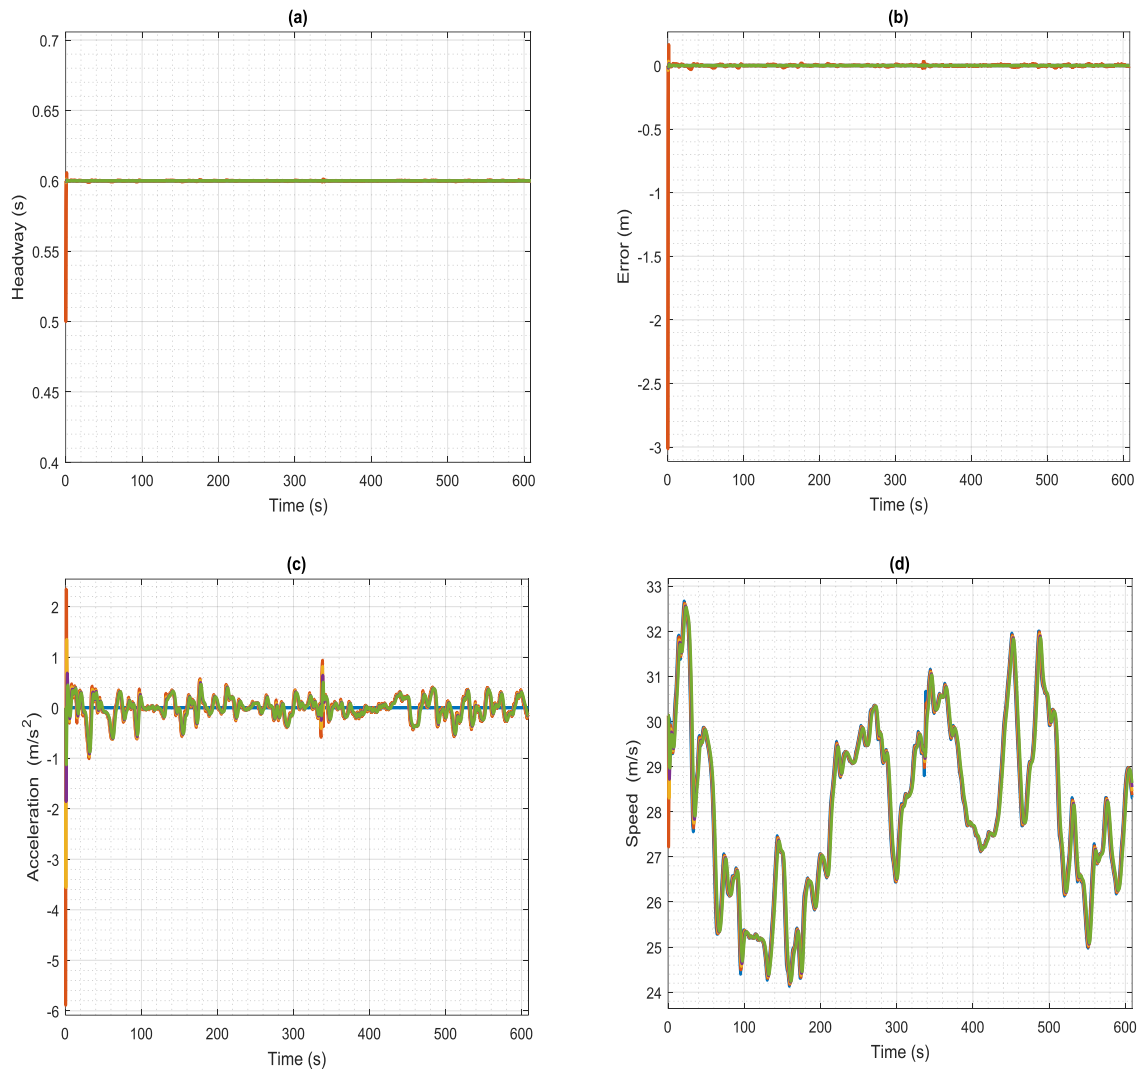 (a)
0.7
0.65
0.6
0.55
0.5
0.45
0.4
Headway (s)
0 100 200 300 400 500 600
Time (s)
(b)
0
-0.5
-1
-1.5
-2
-2.5
-3
Error (m)
0 100 200 300 400 500 600
Time (s)
(c)
2
1
0
-1
-2
-3
-4
-5
-6
Acceleration (m/s²)
0 100 200 300 400 500 600
Time (s)
(d)
33
32
31
30
29
28
27
26
25
24
Speed (m/s)
0 100 200 300 400 500 600
Time (s)